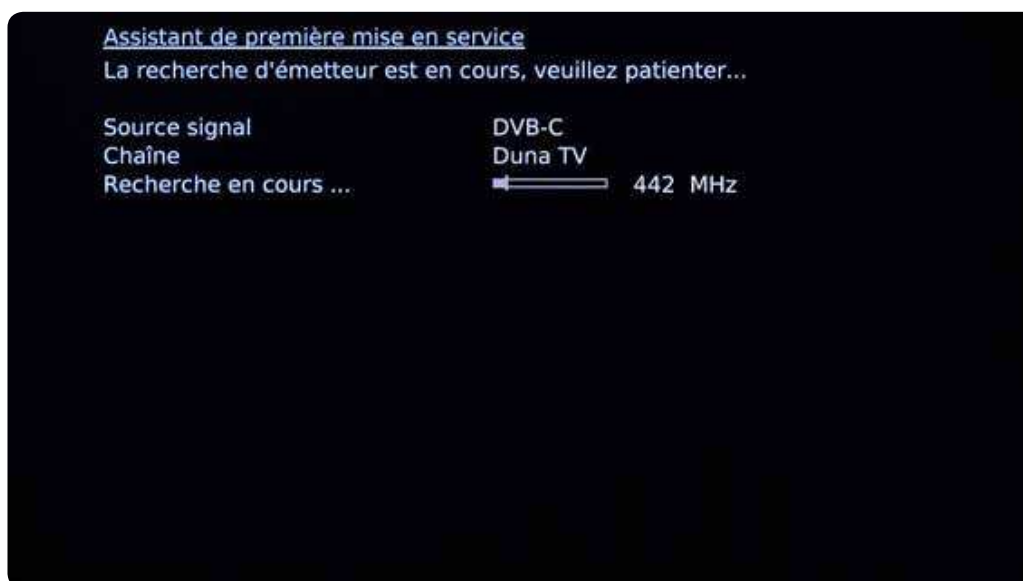 Assistant de première mise en service
La recherche d'émetteur est en cours, veuillez patienter...
Source signal DVB-C
Chaîne Duna TV
Recherche en cours ... 442 MHz